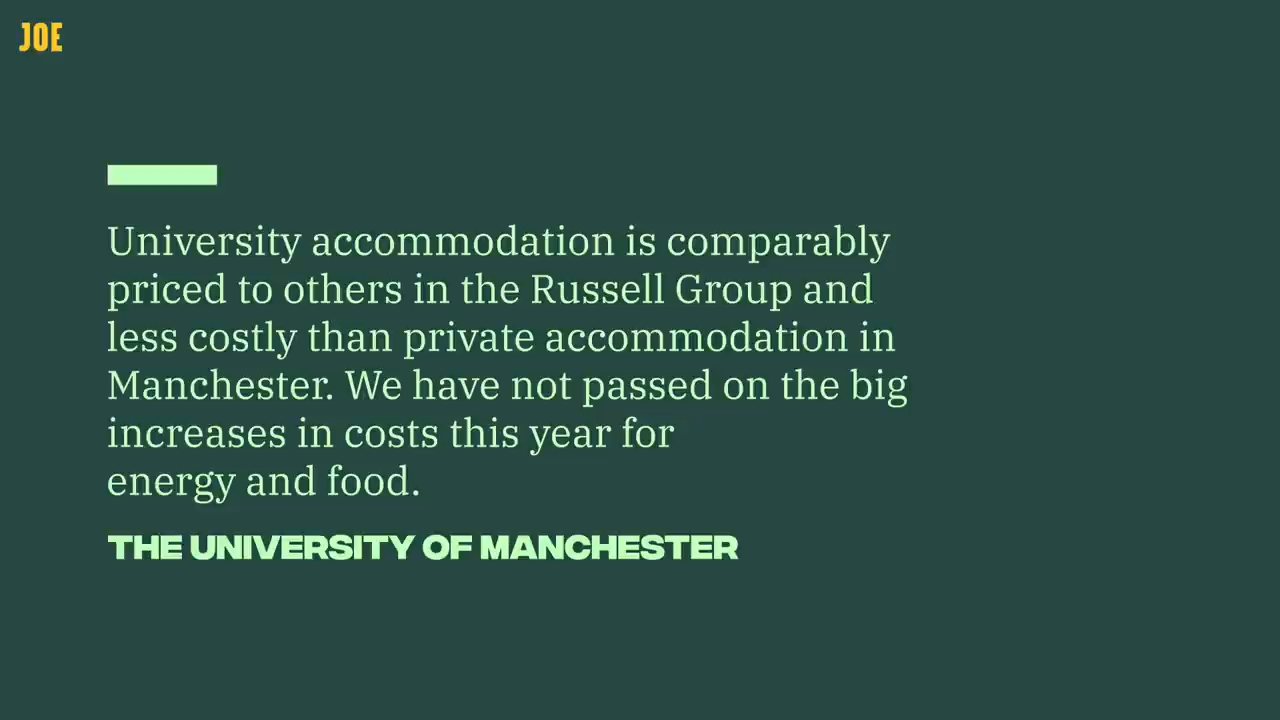 JOE
University accommodation is comparably
priced to others in the Russell Group and
less costly than private accommodation in
Manchester. We have not passed on the big
increases in costs this year for
energy and food.
THE UNIVERSITY OF MANCHESTER